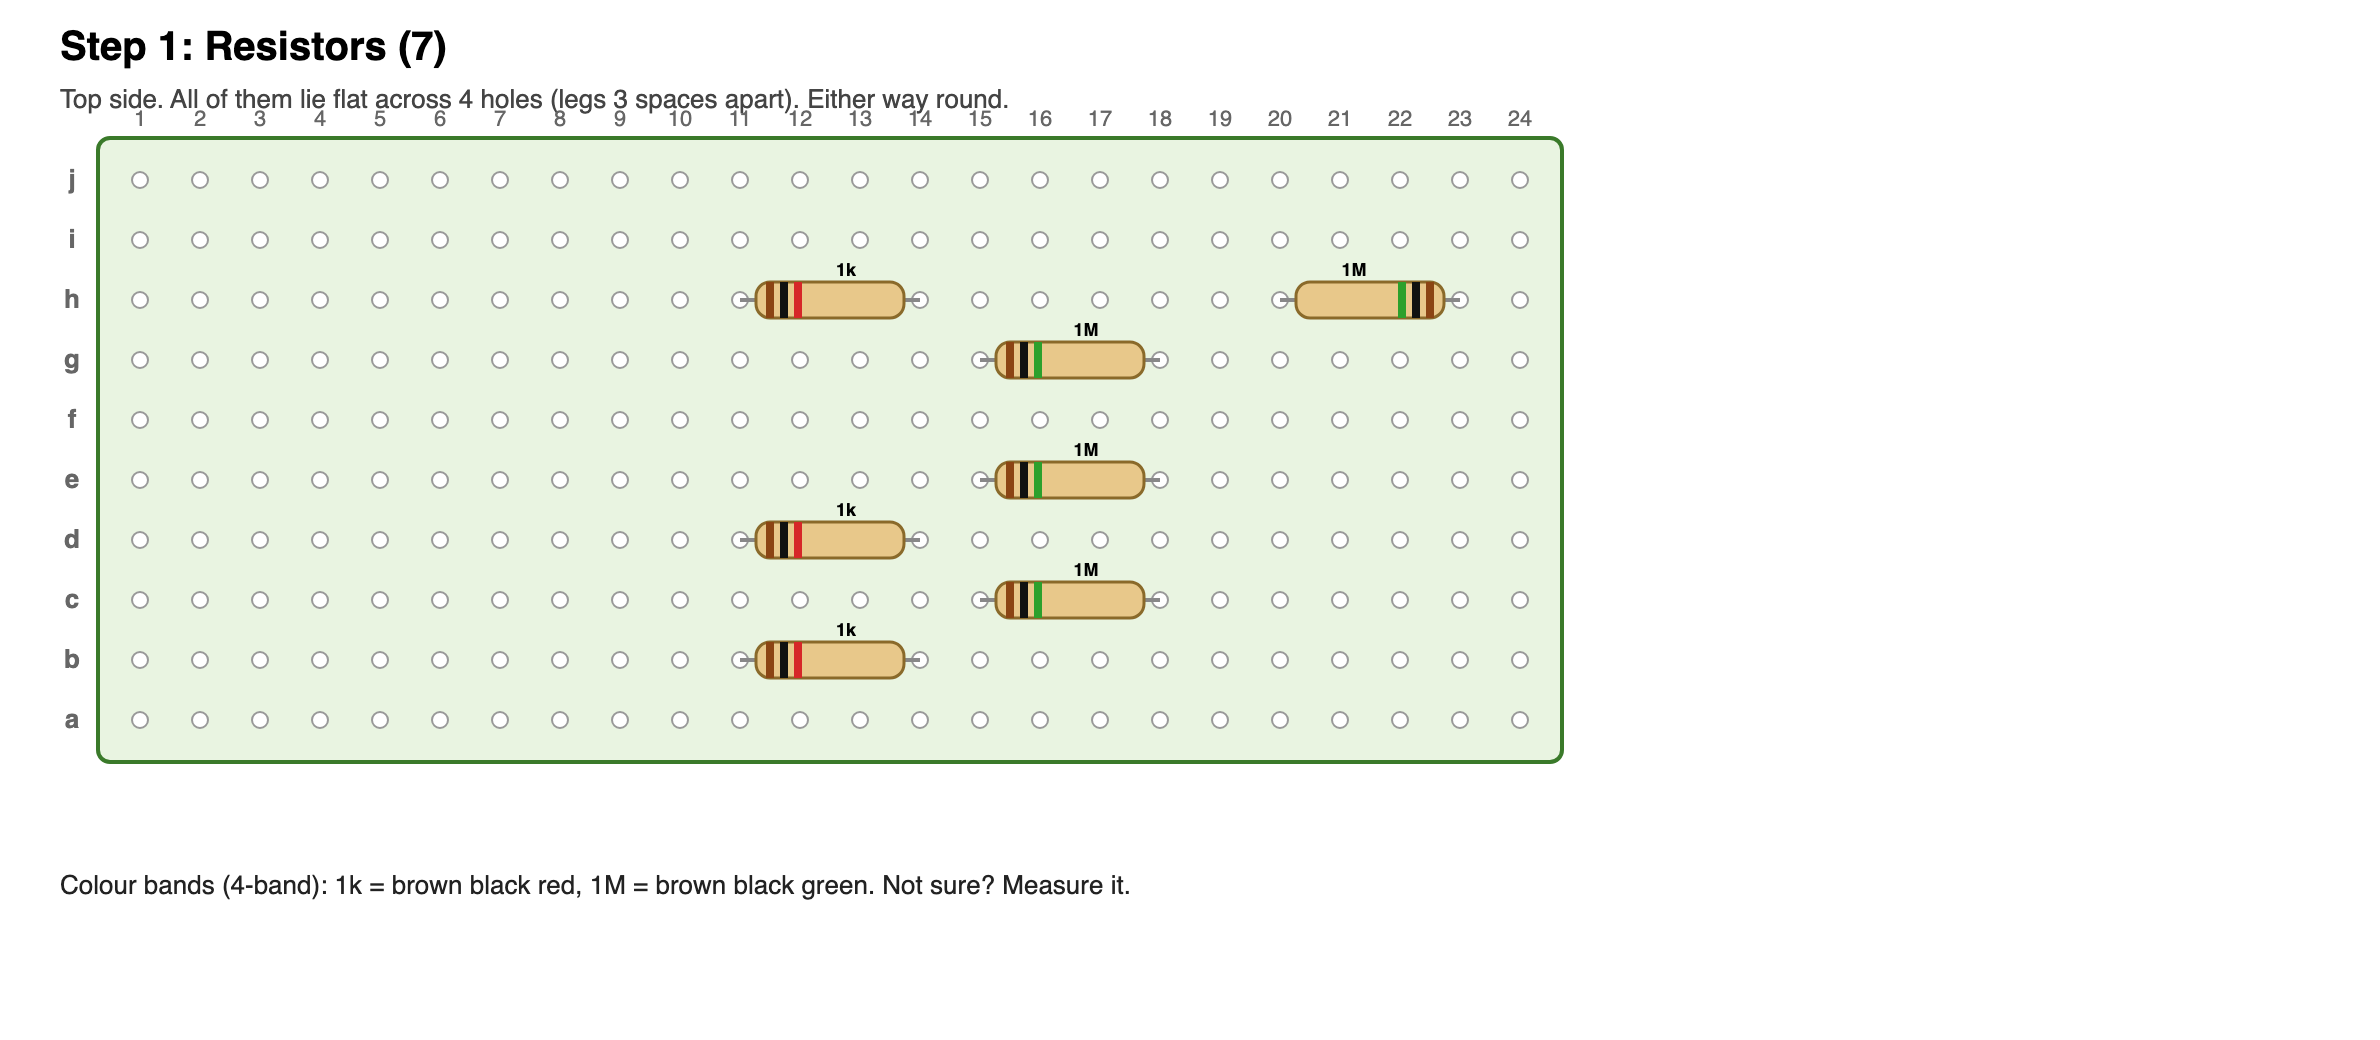 Step 1: Resistors (7)
Top side. All of them lie flat across 4 holes (legs 3 spaces apart). Either way round.
1 2 3 4 5 6 7 8 9 10 11 12 13 14 15 16 17 18 19 20 21 22 23 24
j
i
1k 1M
h
1M
g
f
1M
e
1k
d
1M
c
1k
b
a
Colour bands (4-band): 1k = brown black red, 1M = brown black green. Not sure? Measure it.